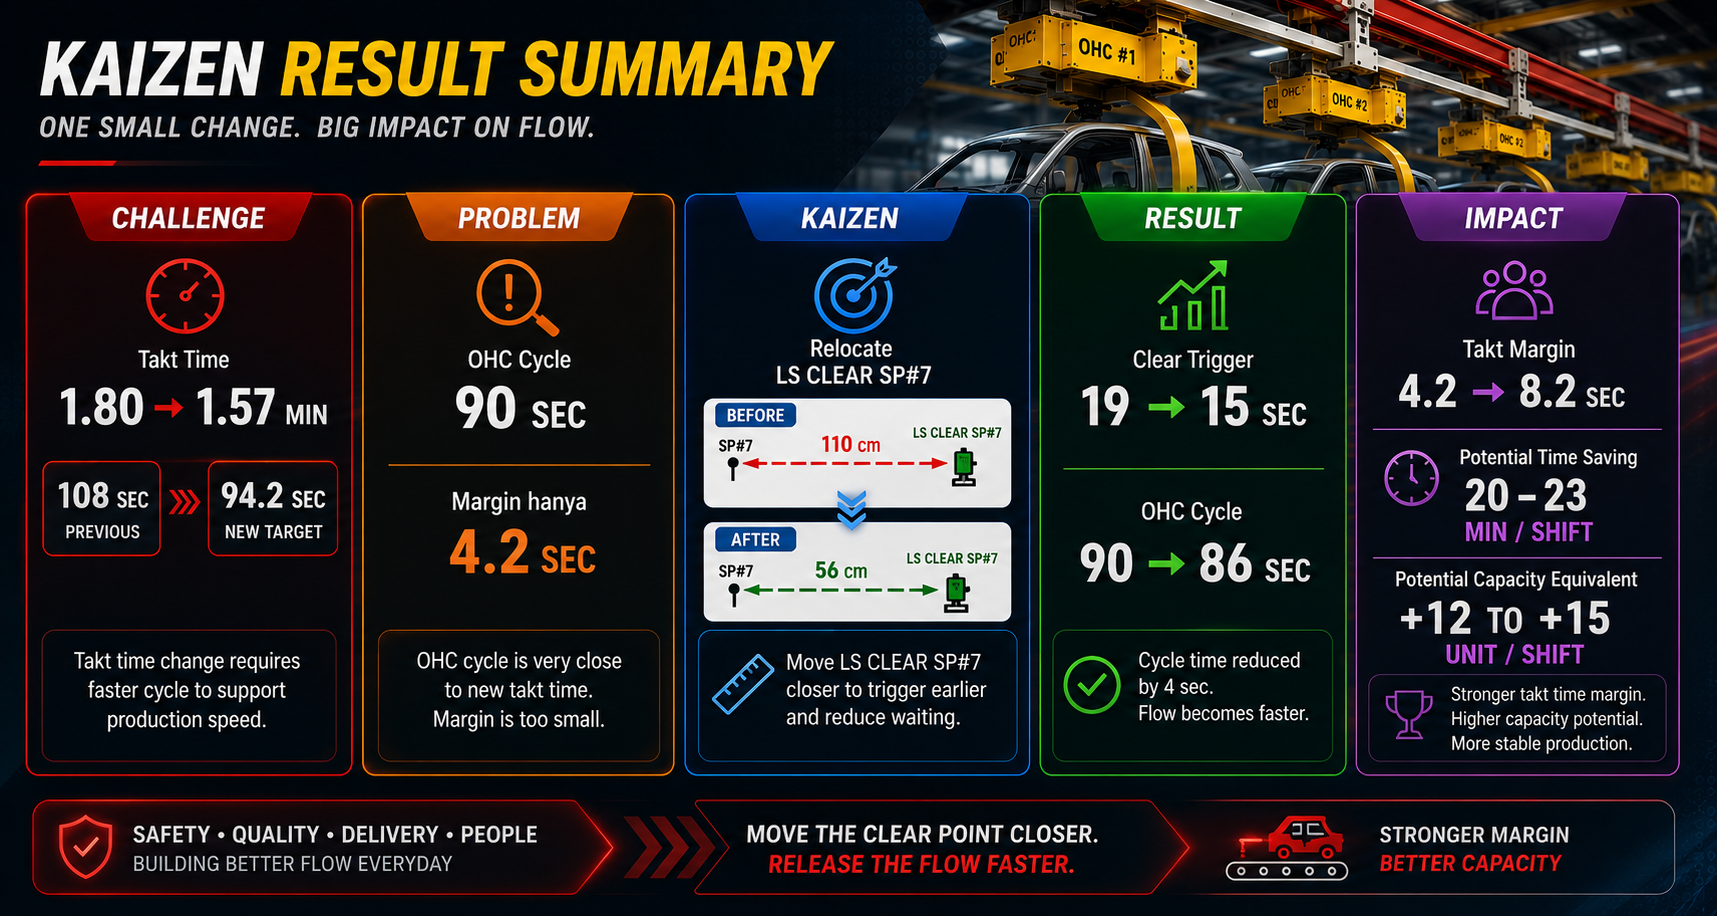 KAIZEN RESULT SUMMARY
ONE SMALL CHANGE. BIG IMPACT ON FLOW.
OHC
OHC #1
OHC
OHC #2
OHC #2
CHALLENGE
Takt Time
1.80 → 1.57 MIN
108 SEC
PREVIOUS
94.2 SEC
NEW TARGET
Takt time change requires
faster cycle to support
production speed.
PROBLEM
OHC Cycle
90 SEC
Margin hanya
4.2 SEC
OHC cycle is very close
to new takt time.
Margin is too small.
KAIZEN
Relocate
LS CLEAR SP#7
BEFORE
SP#7
110 cm
LS CLEAR SP#7
AFTER
SP#7
56 cm
LS CLEAR SP#7
Move LS CLEAR SP#7
closer to trigger earlier
and reduce waiting.
RESULT
Clear Trigger
19 → 15 SEC
OHC Cycle
90 → 86 SEC
Cycle time reduced
by 4 sec.
Flow becomes faster.
IMPACT
Takt Margin
4.2 → 8.2 SEC
Potential Time Saving
20 – 23
MIN / SHIFT
Potential Capacity Equivalent
+12 TO +15
UNIT / SHIFT
Stronger takt time margin.
Higher capacity potential.
More stable production.
SAFETY • QUALITY • DELIVERY • PEOPLE
BUILDING BETTER FLOW EVERYDAY
MOVE THE CLEAR POINT CLOSER.
RELEASE THE FLOW FASTER.
STRONGER MARGIN
BETTER CAPACITY